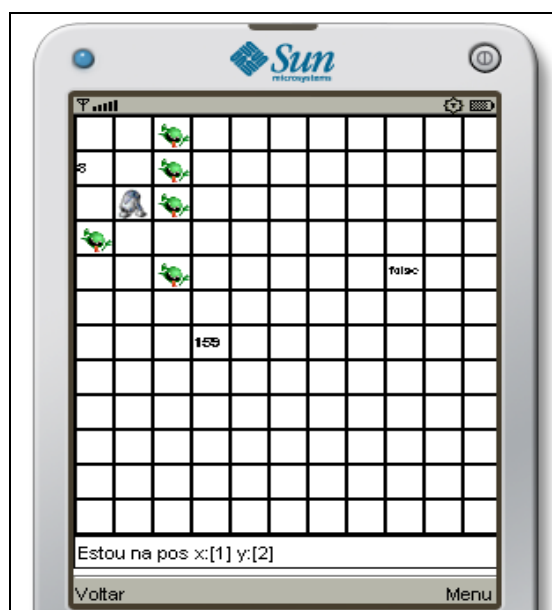 Sun
microsystems
8
false
159
Estou na pos x:[1] y:[2]
Voltar Menu